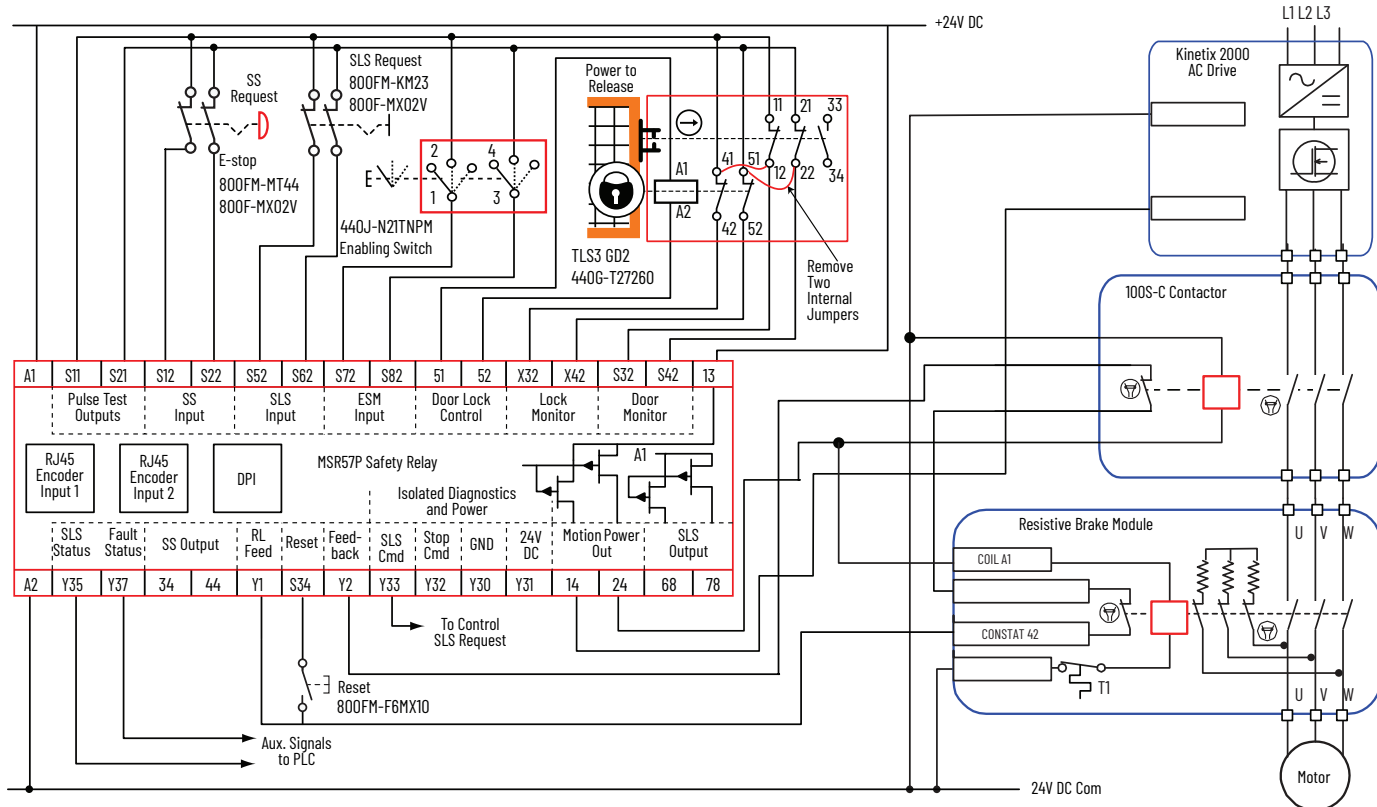 +24V DC
L1 L2 L3
Kinetix 2000
AC Drive
SS
Request
SLS Request
800FM-KM23
800F-MX02V
Power to
Release
11
21
33
E-stop
800FM-MT44
800F-MX02V
2
4
1
3
41
51
12
22
34
A1
A2
42
52
440J-N21TNPM
Enabling Switch
TLS3 GD2
440G-T27260
Remove
Two
Internal
Jumpers
100S-C Contactor
A1
S11
S21
S12
S22
S52
S62
S72
S82
51
52
X32
X42
S32
S42
13
Pulse Test
Outputs
SS
Input
SLS
Input
ESM
Input
Door Lock
Control
Lock
Monitor
Door
Monitor
RJ45
Encoder
Input 1
RJ45
Encoder
Input 2
DPI
MSR57P Safety Relay
A1
Isolated Diagnostics
and Power
SLS
Status
Fault
Status
SS Output
RL
Feed
Reset
Feed-
back
SLS
Cmd
Stop
Cmd
GND
24V
DC
Motion Power
Out
SLS
Output
A2
Y35
Y37
34
44
Y1
S34
Y2
Y33
Y32
Y30
Y31
14
24
68
78
Resistive Brake Module
U
V
W
COIL A1
CONSTAT 42
T1
U
V
W
To Control
SLS Request
Reset
800FM-F6MX10
Aux. Signals
to PLC
24V DC Com
Motor